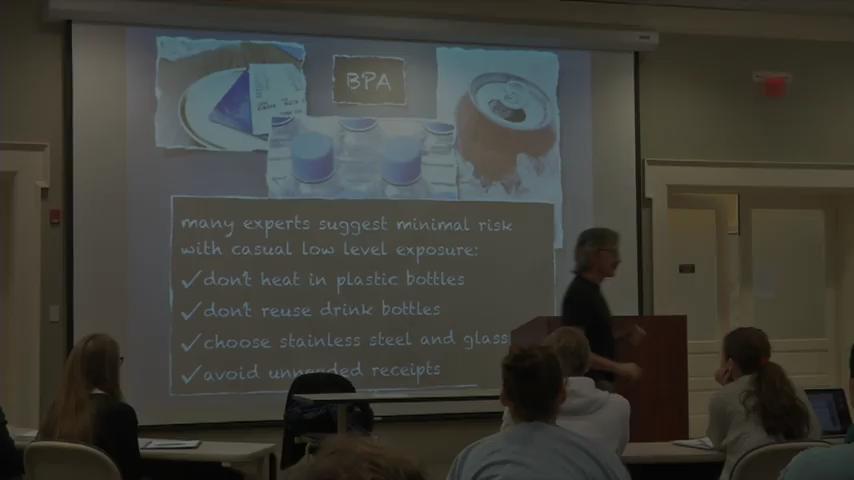 BPA
many experts suggest minimal risk
with casual low level exposure:
✓don't heat in plastic bottles
✓don't reuse drink bottles
✓choose stainless steel and glass
✓avoid unneeded receipts